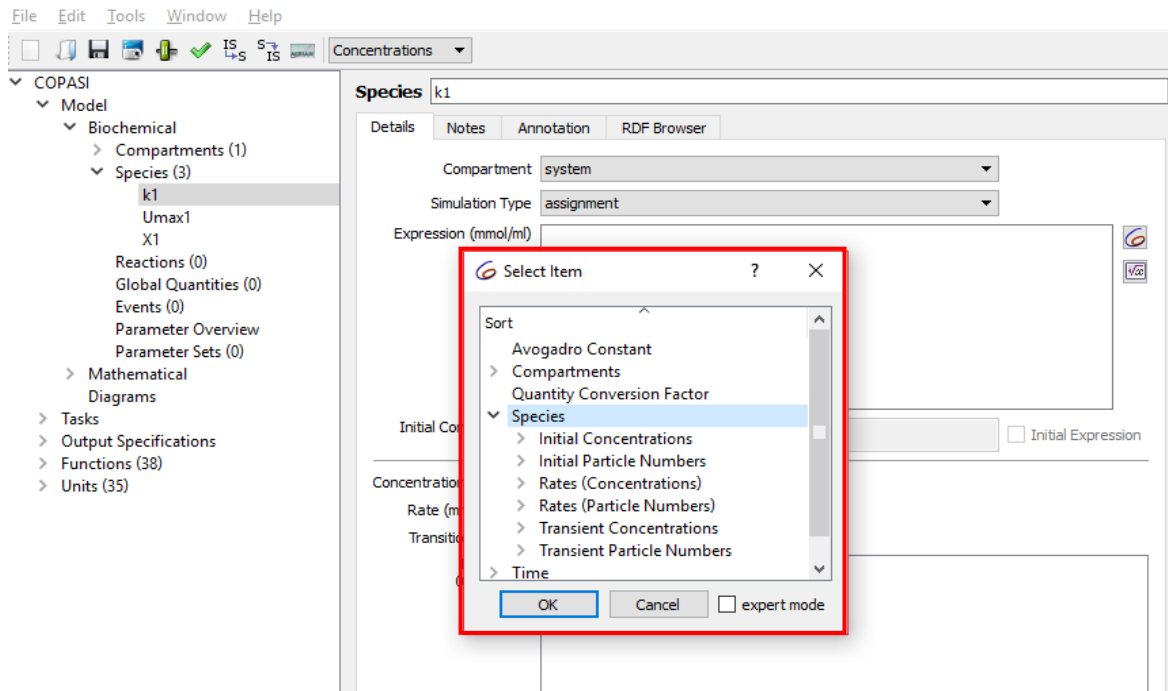 File Edit Tools Window Help
IS S S IS Concentrations
COPASI
Model
Biochemical
Compartments (1)
Species (3)
k1
Umax1
X1
Reactions (0)
Global Quantities (0)
Events (0)
Parameter Overview
Parameter Sets (0)
Mathematical
Diagrams
Tasks
Output Specifications
Functions (38)
Units (35)
Species k1
Details Notes Annotation RDF Browser
Compartment system
Simulation Type assignment
Expression (mmol/ml)
√α
Initial Expression
Concentration
Rate
Select Item ? ×
Sort
Avogadro Constant
Compartments
Quantity Conversion Factor
Species
Initial Concentrations
Initial Particle Numbers
Rates (Concentrations)
Rates (Particle Numbers)
Transient Concentrations
Transient Particle Numbers
Time
OK Cancel expert mode